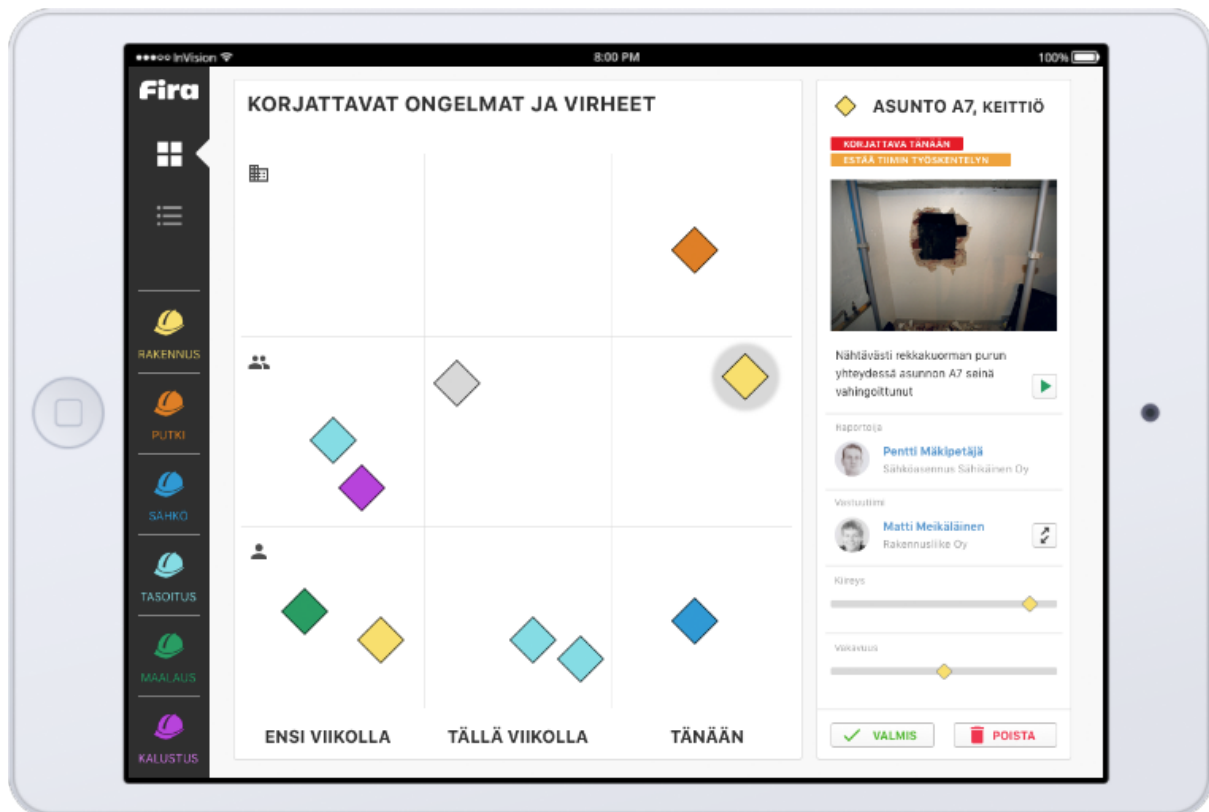 InVision
8:00 PM
100%
Fira
RAKENNUS
PUTKI
SÄHKÖ
TASOITUS
MAALAUS
KALUSTUS
KORJATTAVAT ONGELMAT JA VIRHEET
ENSI VIIKOLLA
TÄLLÄ VIIKOLLA
TÄNÄÄN
ASUNTO A7, KEITTIÖ
KORJATTAVA TÄNÄÄN
ESTÄÄ TIIMIN TYÖSKENTELYN
Nähtävästi rekkakuorman purun
yhteydessä asunnon A7 seinä
vahingoittunut
Raportoija
Pentti Mäkipetäjä
Sähköasennus Sähikäinen Oy
Vastuutiimi
Matti Meikäläinen
Rakennusliike Oy
Kiireys
Vakavuus
VALMIS
POISTA